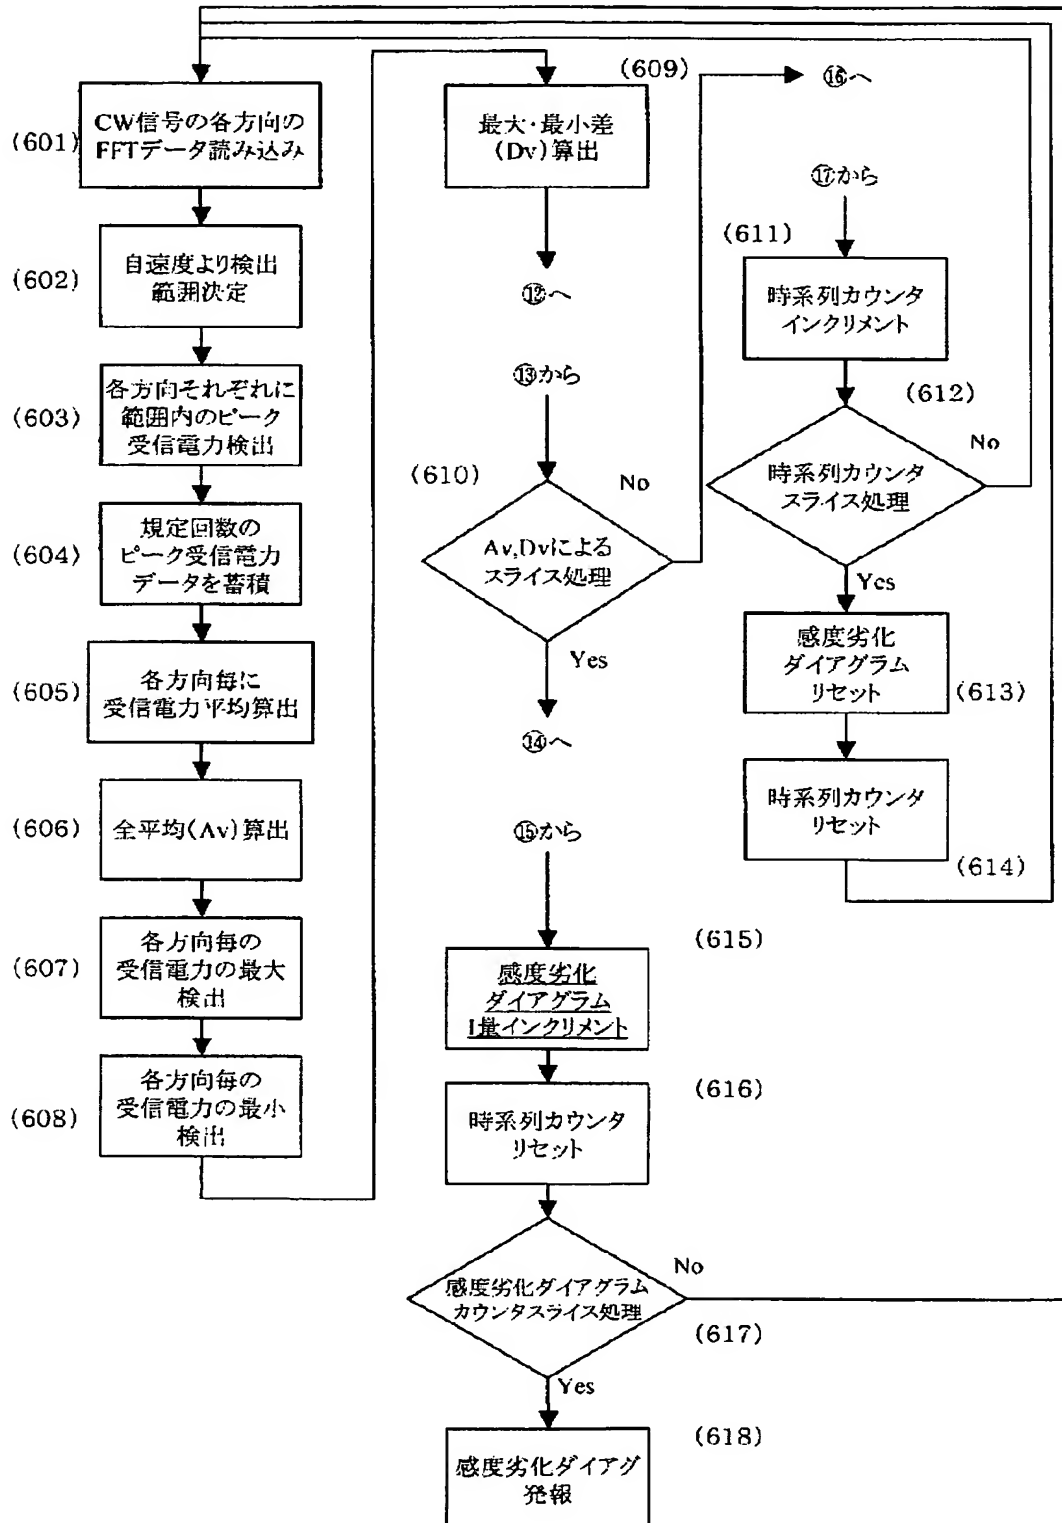 (601)
CW信号の各方向の
FFTデータ読み込み
(602)
自速度より検出
範囲決定
(603)
各方向それぞれに
範囲内のピーク
受信電力検出
(604)
規定回数の
ピーク受信電力
データを蓄積
(605)
各方向毎に
受信電力平均算出
(606)
全平均(Av)算出
(607)
各方向毎の
受信電力の最大
検出
(608)
各方向毎の
受信電力の最小
検出
(609)
最大・最小差
(Dv)算出
⑫へ
⑬から
(610)
No
Av,Dvによる
スライス処理
Yes
⑭へ
⑮から
(615)
感度劣化
ダイアグラム
I量インクリメント
(616)
時系列カウンタ
リセット
No
感度劣化ダイアグラム
カウンタスライス処理
(617)
Yes
(618)
感度劣化ダイアグ
発報
⑯へ
⑰から
(611)
時系列カウンタ
インクリメント
(612)
No
時系列カウンタ
スライス処理
Yes
感度劣化
ダイアグラム
リセット
(613)
時系列カウンタ
リセット
(614)